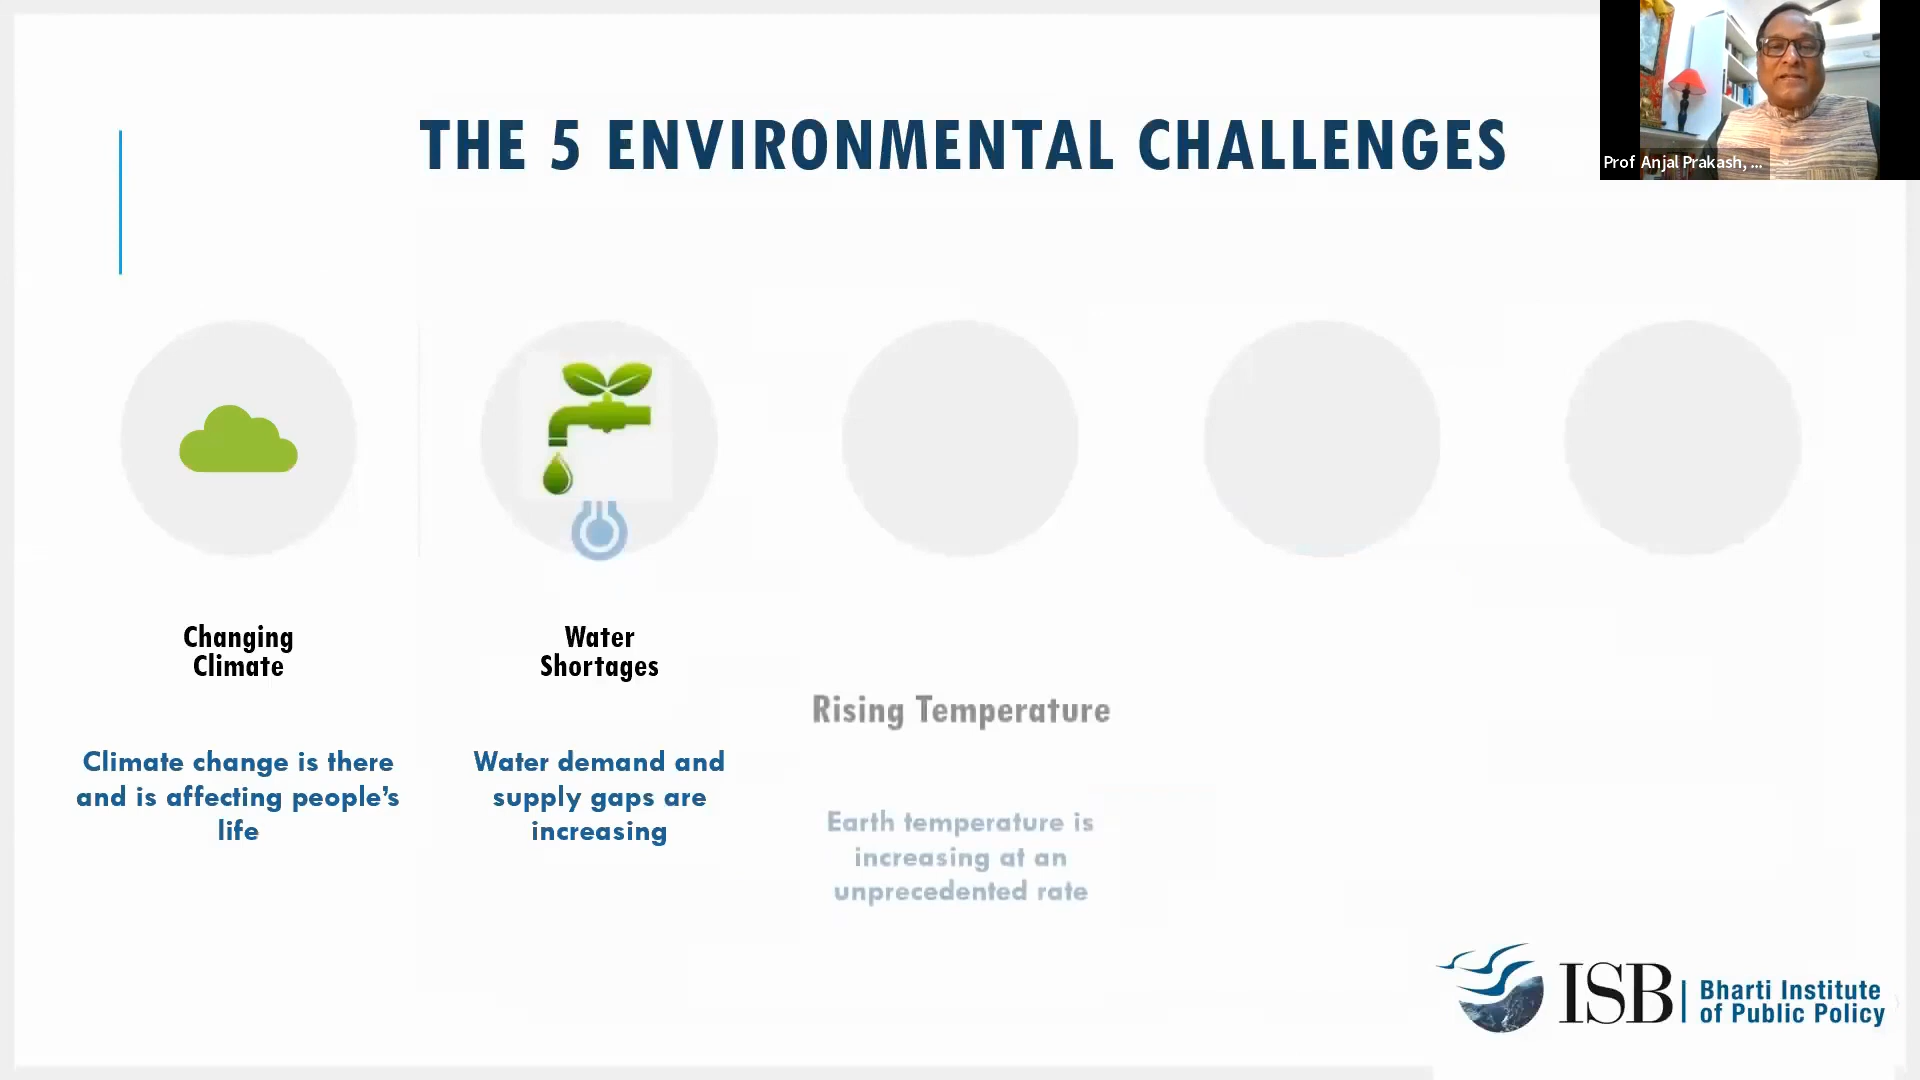 THE 5 ENVIRONMENTAL CHALLENGES
Prof Anjal Prakash, ...
Changing
Climate
Climate change is there
and is affecting people’s
life
Water
Shortages
Water demand and
supply gaps are
increasing
Rising Temperature
Earth temperature is
increasing at an
unprecedented rate
ISB
Bharti Institute
of Public Policy